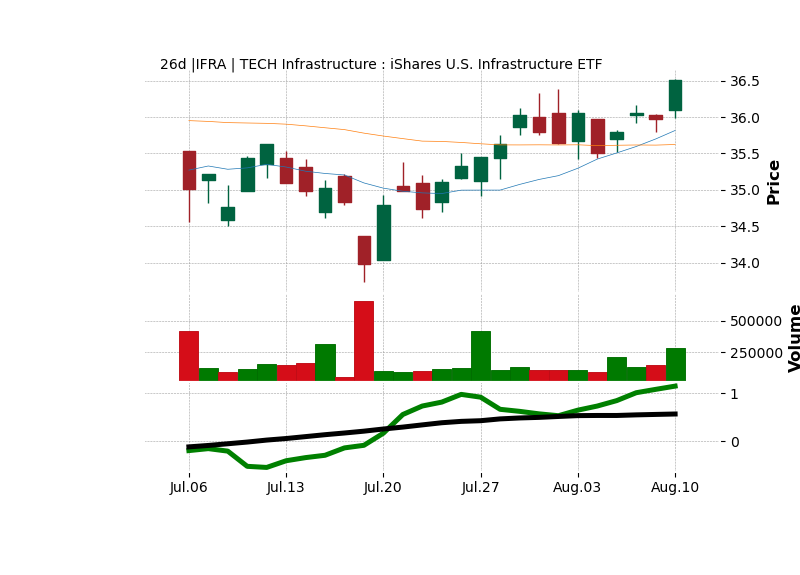 26d |IFRA | TECH Infrastructure : iShares U.S. Infrastructure ETF
36.5
36.0
35.5
35.0
34.5
34.0
Price
500000
250000
Volume
1
0
Jul.06 Jul.13 Jul.20 Jul.27 Aug.03 Aug.10